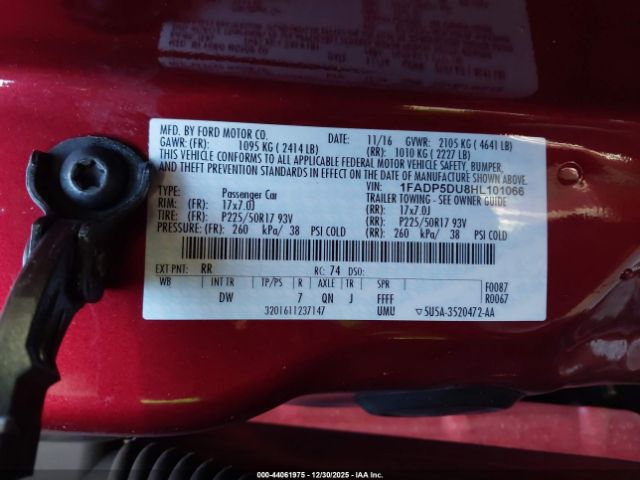 MFD. BY FORD MOTOR CO. DATE: 11/16 GVWR: 2105 KG ( 4641 LB)
GAWR: (FR): 1095 KG ( 2414 LB) (RR): 1010 KG ( 2227 LB)
THIS VEHICLE CONFORMS TO ALL APPLICABLE FEDERAL MOTOR VEHICLE SAFETY, BUMPER,
AND THEFT PREVENTION STANDARDS IN EFFECT ON THE DATE OF MANUFACTURE SHOWN ABOVE.
VIN: 1FADP5DU8HL101066
TYPE: Passenger Car TRAILER TOWING - SEE OWNER GUIDE
RIM: (FR): 17x7.0J (RR): 17x7.0J
TIRE: (FR): P225/50R17 93V (RR): P225/50R17 93V
PRESSURE: (FR): 260 kPa/ 38 PSI COLD (RR): 260 kPa/ 38 PSI COLD
EXT PNT: RR RC: 74 DSO:
WB INT TR TP/PS R AXLE TR SPR F0087
DW 7 QN J FFFF R0067
3201611237147 UMU ▽5U5A-3520472-AA
000-44061975 - 12/30/2025 - IAAI.com